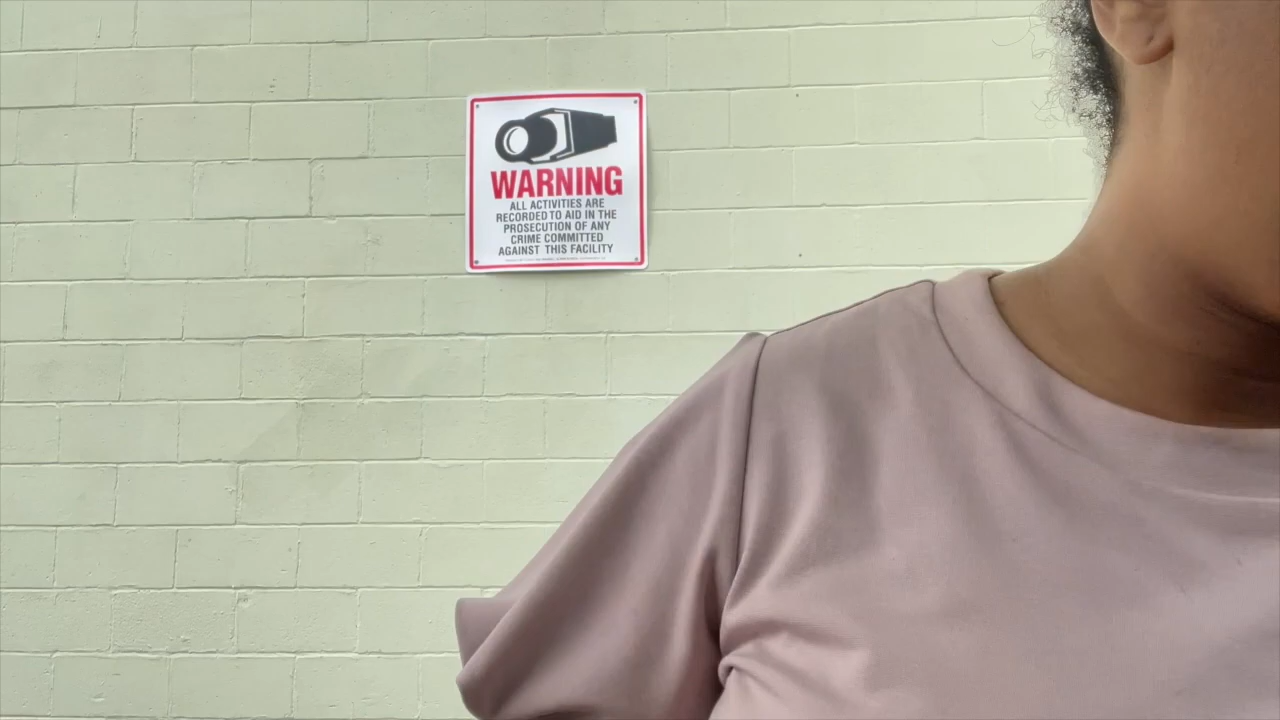 WARNING
ALL ACTIVITIES ARE
RECORDED TO AID IN THE
PROSECUTION OF ANY
CRIME COMMITTED
AGAINST THIS FACILITY